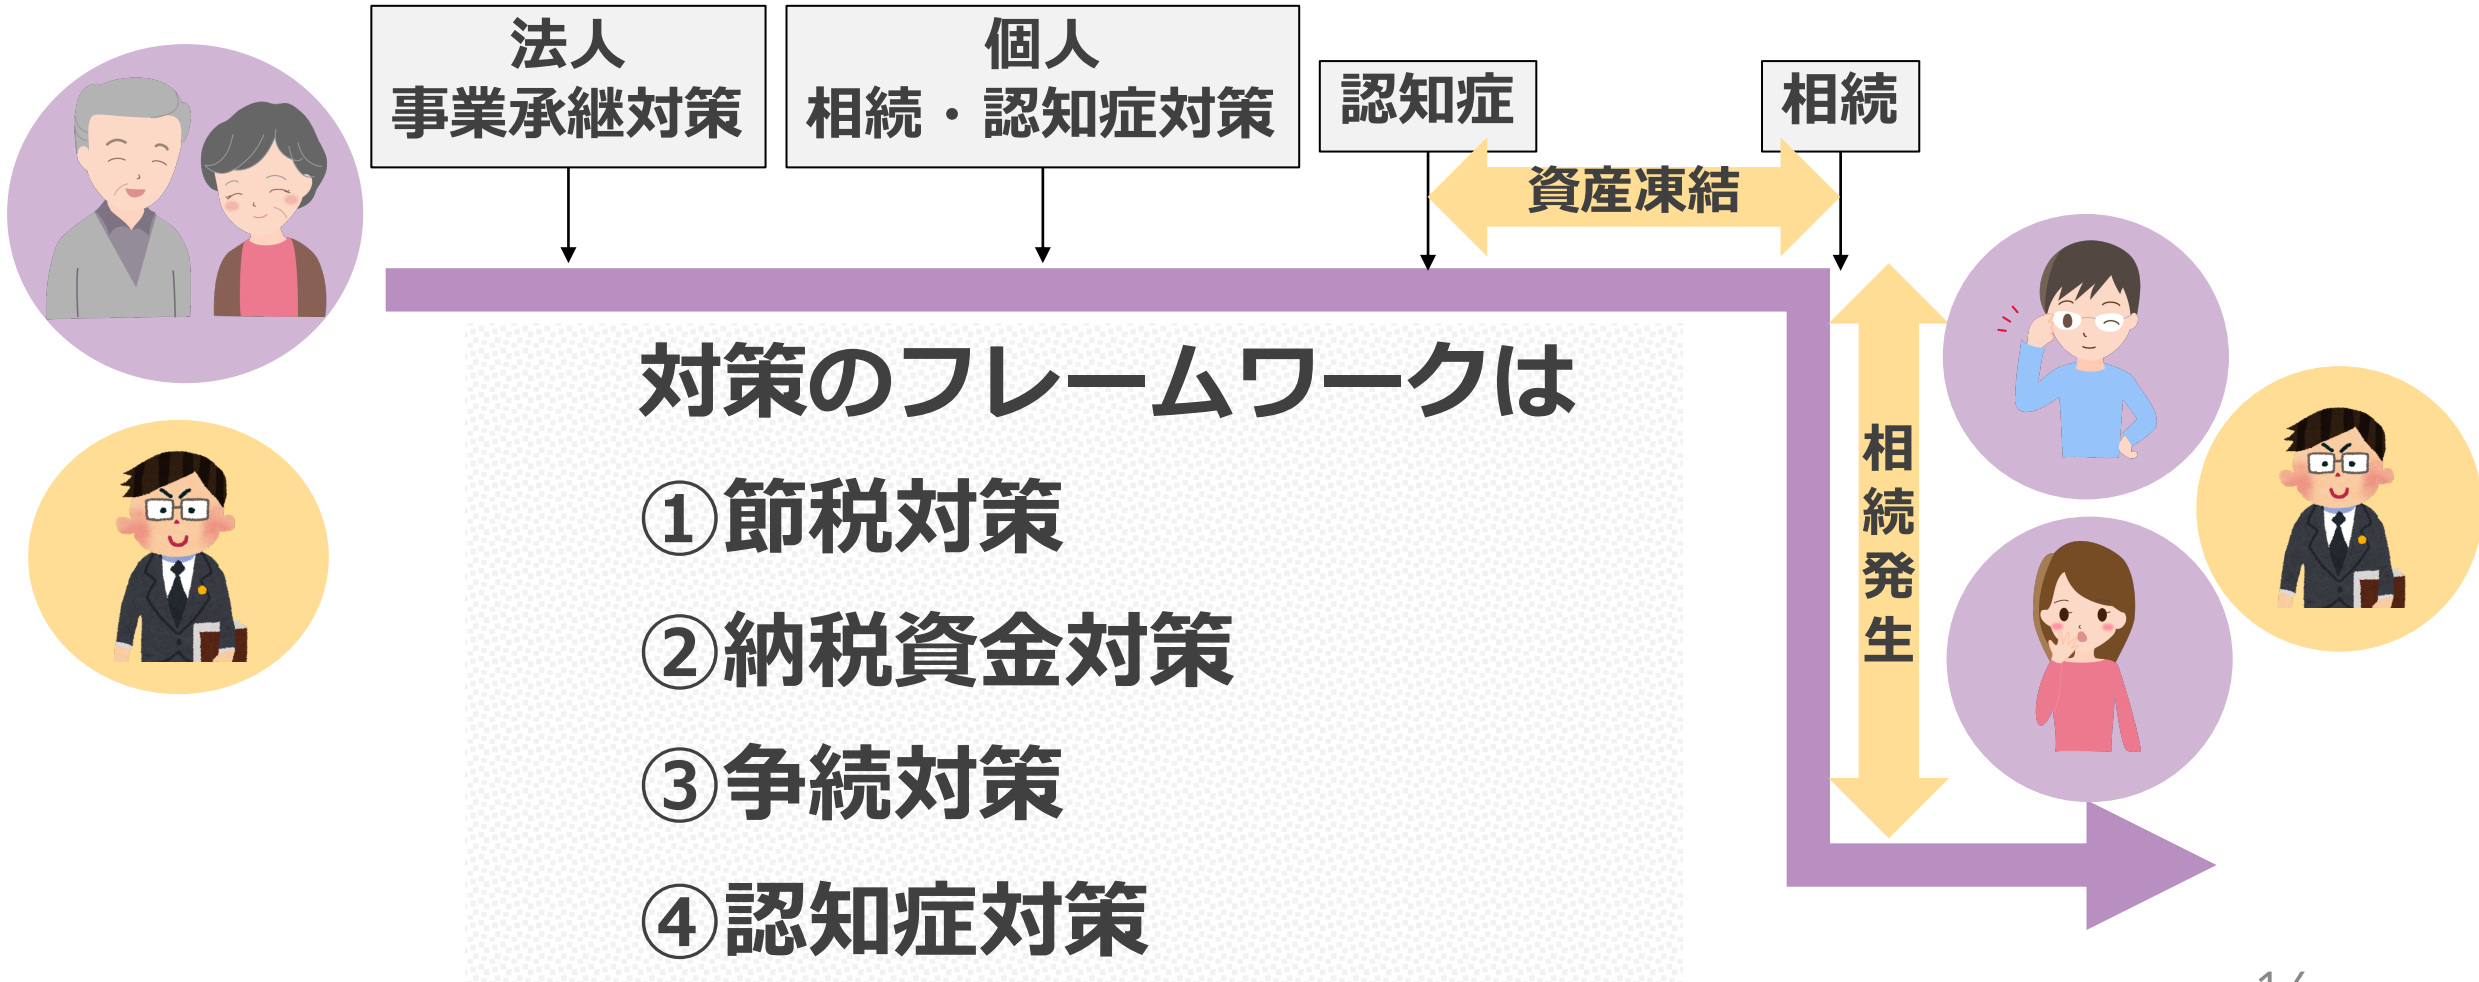 法人
事業承継対策
個人
相続・認知症対策
認知症
相続
資産凍結
対策のフレームワークは
①節税対策
②納税資金対策
③争続対策
④認知症対策
相続発生